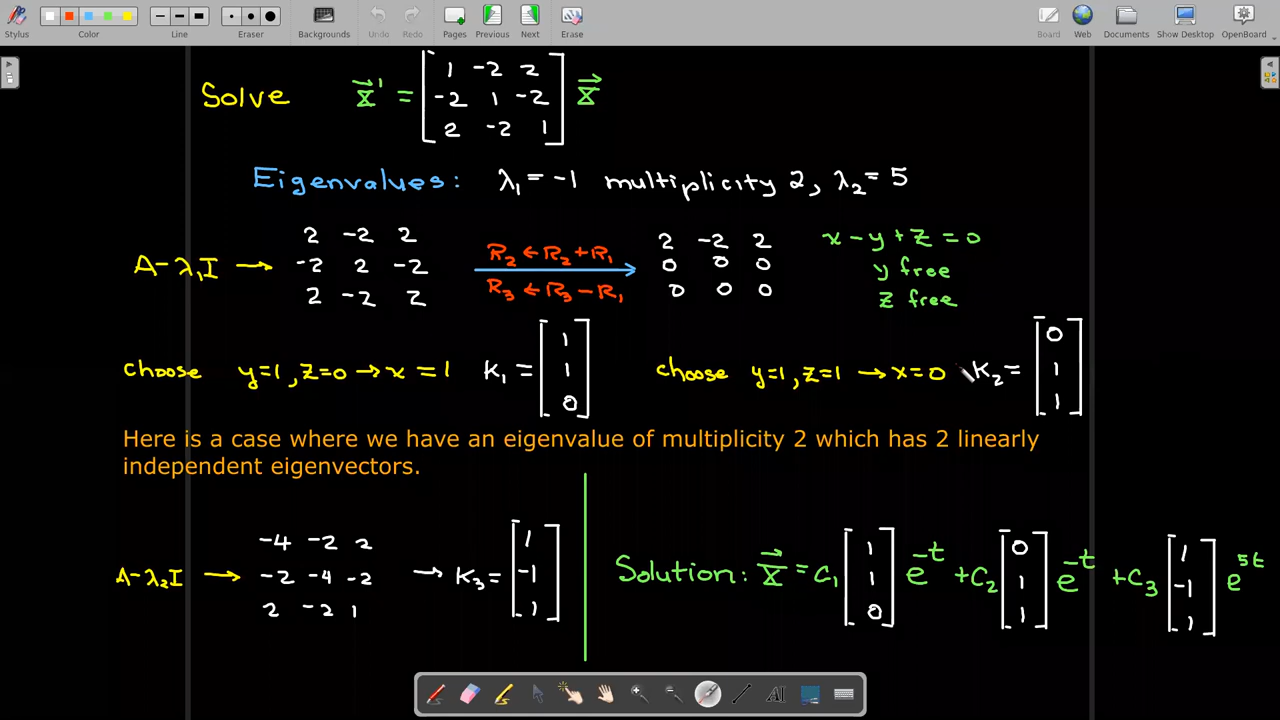 Stylus Color Line Eraser Backgrounds Undo Redo Pages Previous Next Erase Board Web Documents Show Desktop OpenBoard
Solve x⃗' = [1 -2 2
-2 1 -2
2 -2 1] x⃗
Eigenvalues: λ₁ = -1 multiplicity 2, λ₂ = 5
A-λ₁I → 2 -2 2
-2 2 -2
2 -2 2
R₂ ← R₂ + R₁
R₃ ← R₃ - R₁
2 -2 2
0 0 0
0 0 0
x - y + z = 0
y free
z free
choose y=1, z=0 → x = 1 K₁ = [1
1
0]
choose y=1, z=1 → x=0 K₂ = [0
1
1]
Here is a case where we have an eigenvalue of multiplicity 2 which has 2 linearly
independent eigenvectors.
A-λ₂I → -4 -2 2
-2 -4 -2
2 -2 1
→ K₃ = [1
-1
1]
Solution: x⃗ = c₁ [1
1
0] e^-t + c₂ [0
1
1] e^-t + c₃ [1
-1
1] e^5t
AI